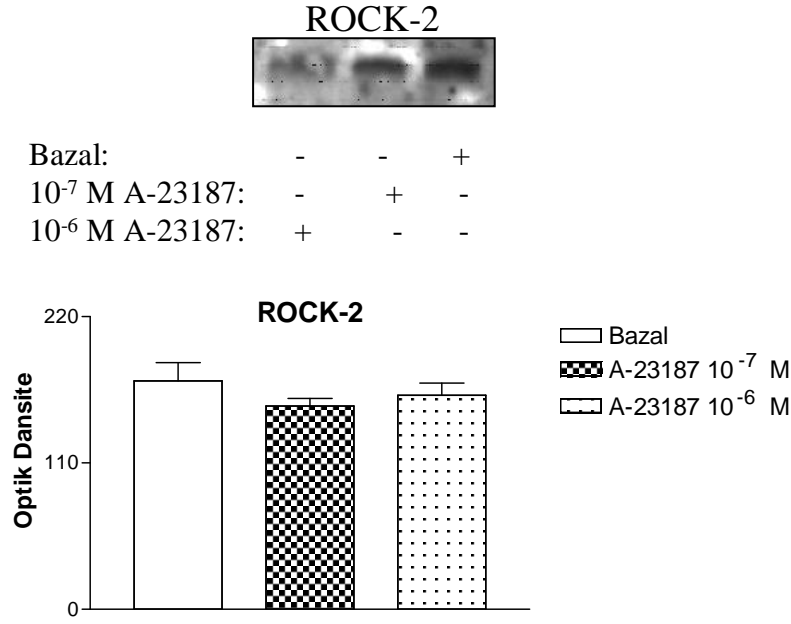 ROCK-2
Bazal: - - +
10⁻⁷ M A-23187: - + -
10⁻⁶ M A-23187: + - -
ROCK-2
220
110
0
Optik Dansite
Bazal
A-23187 10⁻⁷ M
A-23187 10⁻⁶ M